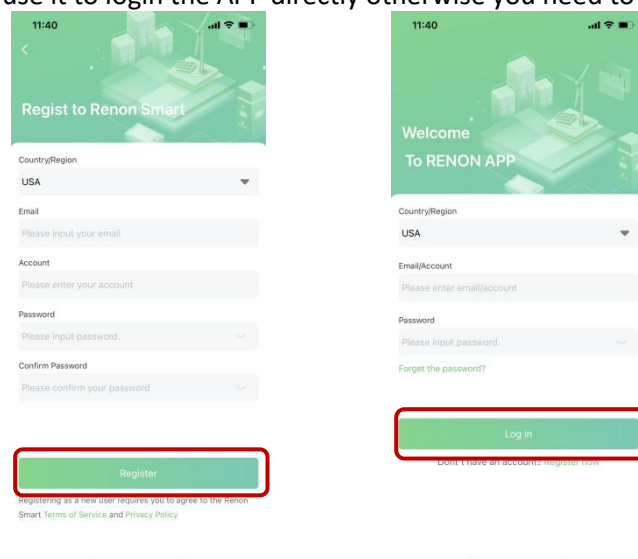 use it to login the APP directly otherwise you need to
11:40
Regist to Renon Smart
Country/Region
USA
Email
Please input your email
Account
Please enter your account
Password
Please input password.
Confirm Password
Please confirm your password
Register
Registering as a new user requires you to agree to the Renon
Smart Terms of Service and Privacy Policy
11:40
Welcome
To RENON APP
Country/Region
USA
Email/Account
Please enter email/account
Password
Please input password.
Forget the password?
Log in
Dont't have an account? Register now